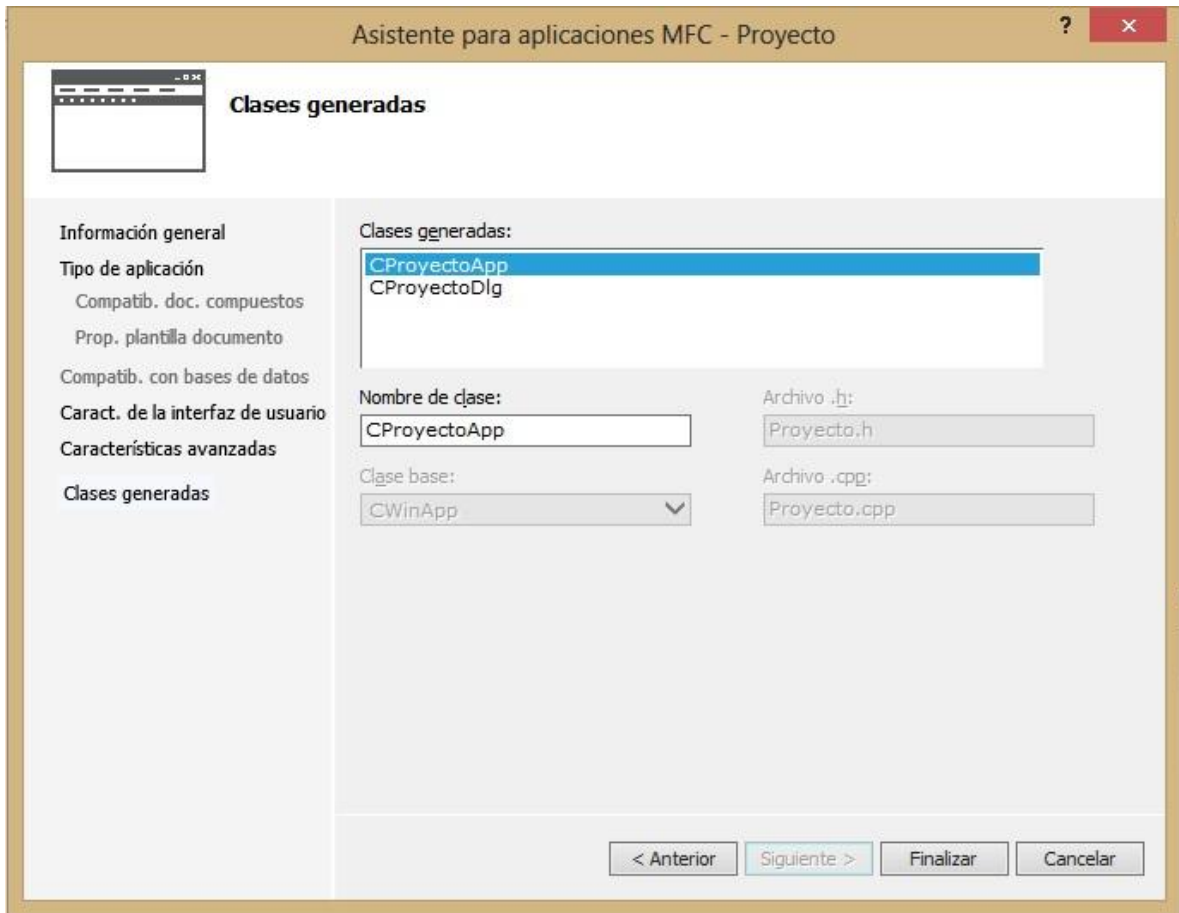 Asistente para aplicaciones MFC - Proyecto
?
Clases generadas
Información general
Tipo de aplicación
Compatib. doc. compuestos
Prop. plantilla documento
Compatib. con bases de datos
Caract. de la interfaz de usuario
Características avanzadas
Clases generadas
Clases generadas:
CProyectoApp
CProyectoDlg
Nombre de clase:
CProyectoApp
Archivo .h:
Proyecto.h
Clase base:
CWinApp
Archivo .cpp:
Proyecto.cpp
< Anterior
Siguiente >
Finalizar
Cancelar